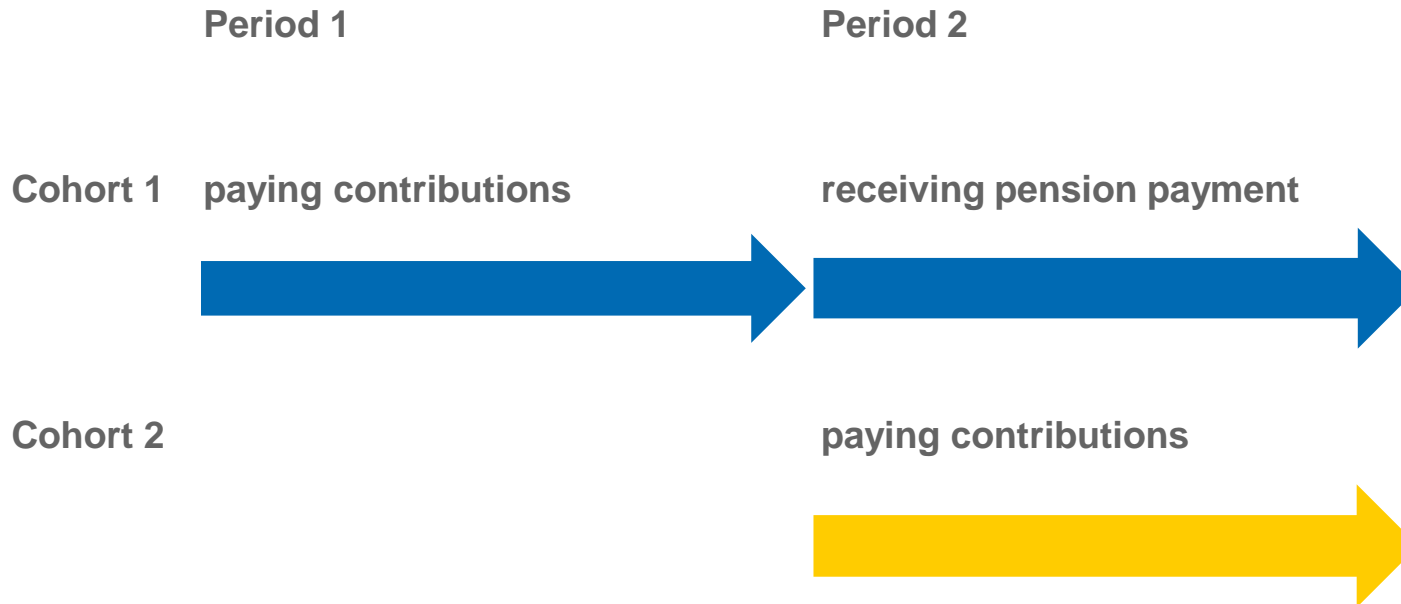 Period 1 Period 2
Cohort 1 paying contributions receiving pension payment
Cohort 2 paying contributions